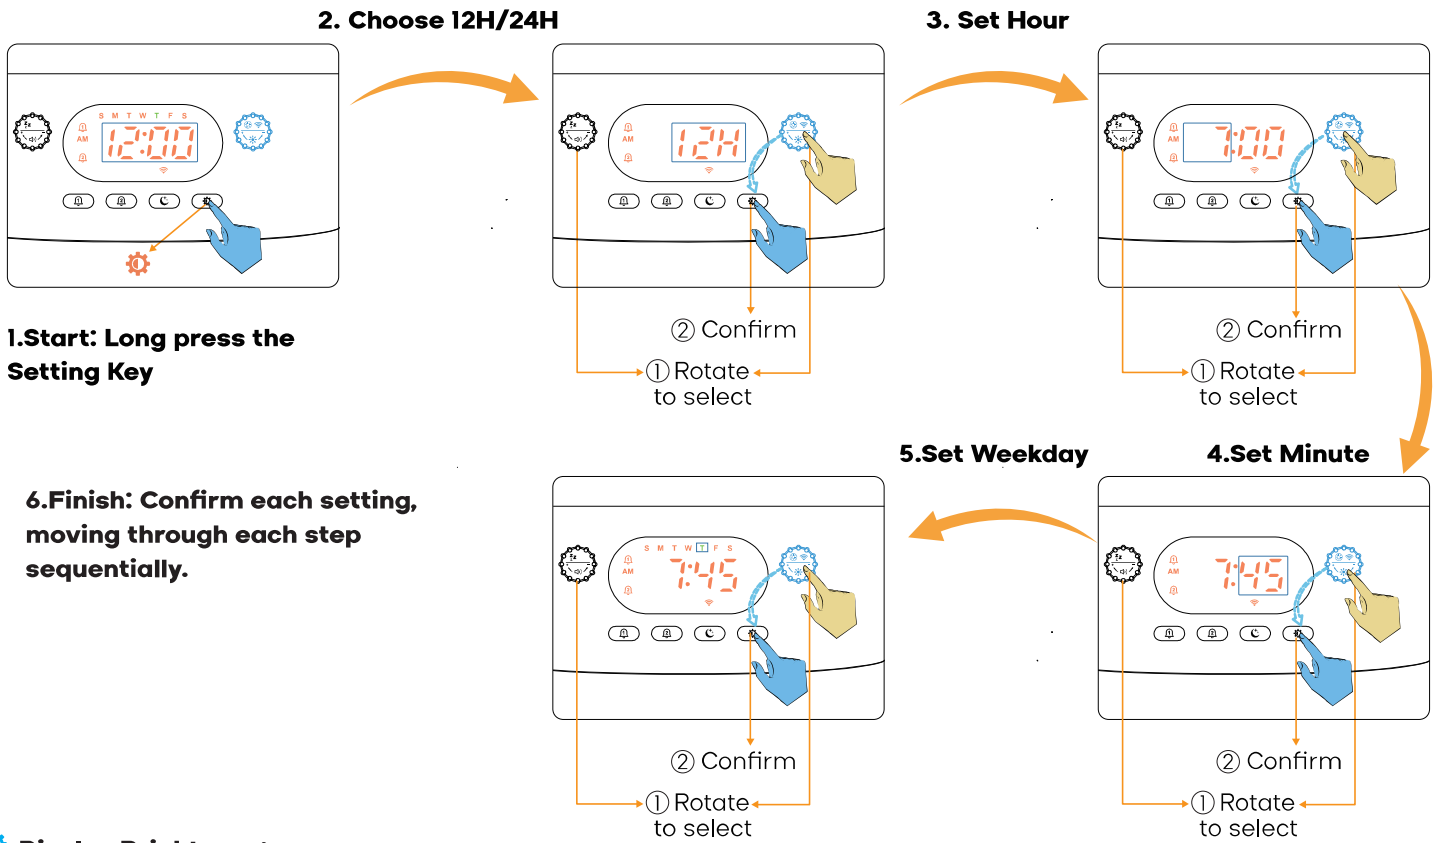 2. Choose 12H/24H
3. Set Hour
S M T W T F S
AM
12:00
1.Start: Long press the
Setting Key
AM
12H
② Confirm
① Rotate
to select
AM
7:00
② Confirm
① Rotate
to select
5.Set Weekday
4.Set Minute
6.Finish: Confirm each setting,
moving through each step
sequentially.
S M T W T F S
AM
7:45
② Confirm
① Rotate
to select
AM
7:45
② Confirm
① Rotate
to select